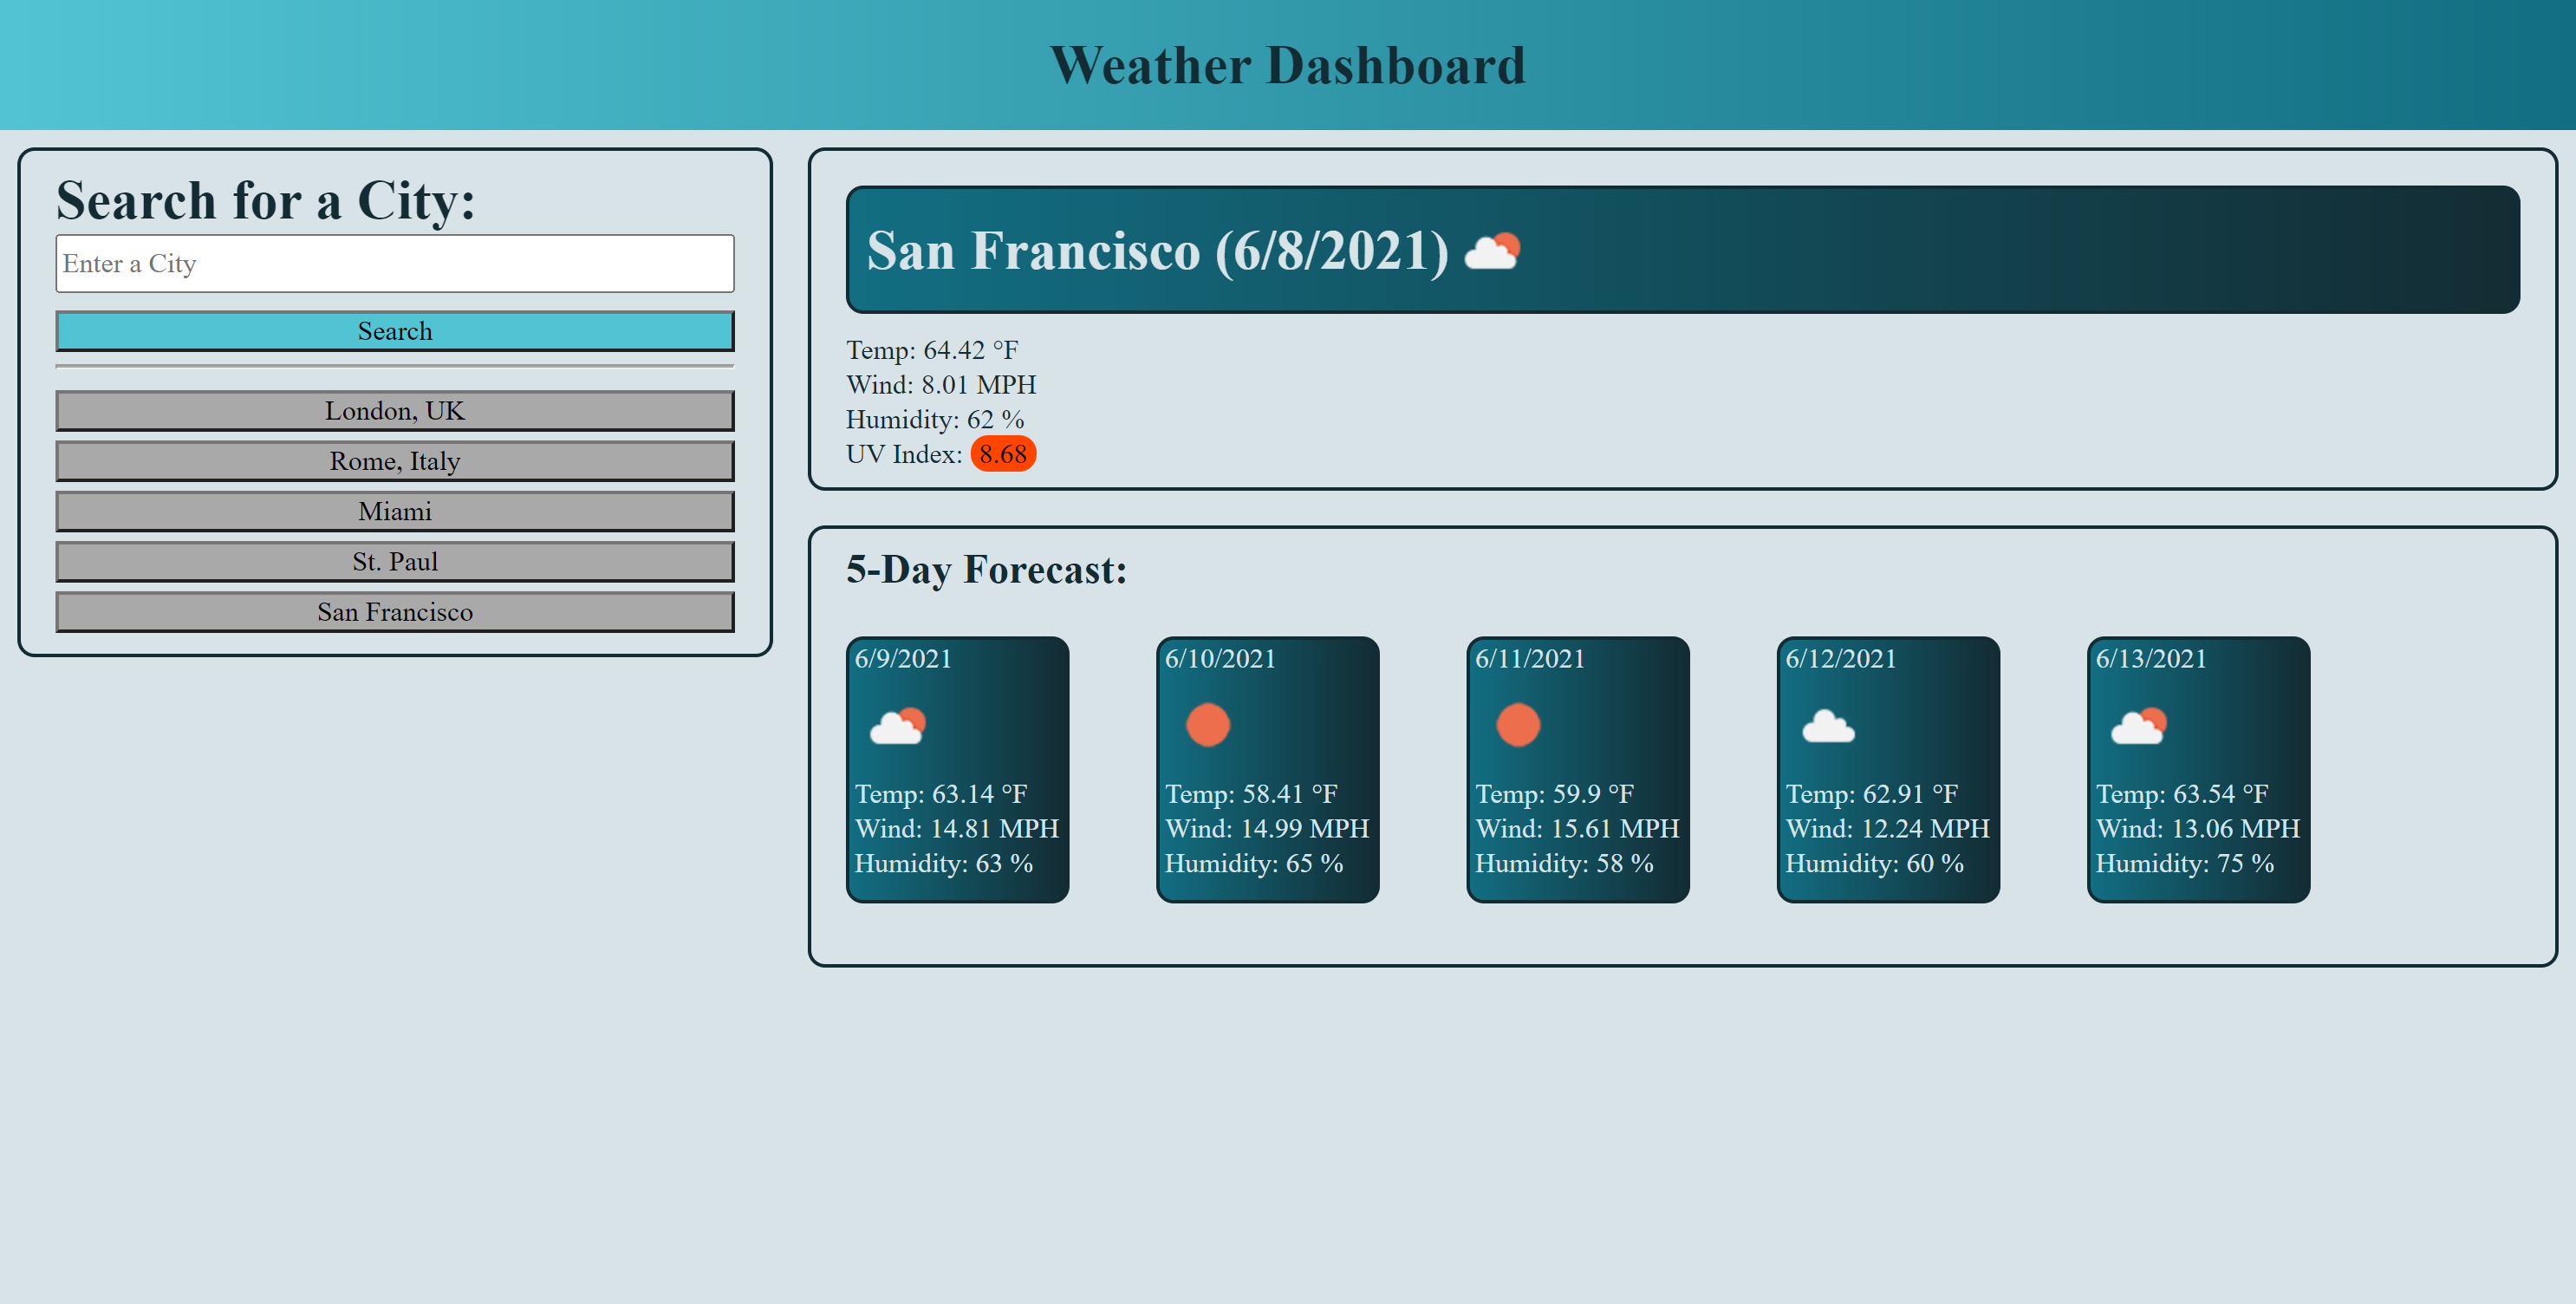 Weather Dashboard
Search for a City:
Enter a City
Search
London, UK
Rome, Italy
Miami
St. Paul
San Francisco
San Francisco (6/8/2021)
Temp: 64.42 °F
Wind: 8.01 MPH
Humidity: 62 %
UV Index: 8.68
5-Day Forecast:
6/9/2021
Temp: 63.14 °F
Wind: 14.81 MPH
Humidity: 63 %
6/10/2021
Temp: 58.41 °F
Wind: 14.99 MPH
Humidity: 65 %
6/11/2021
Temp: 59.9 °F
Wind: 15.61 MPH
Humidity: 58 %
6/12/2021
Temp: 62.91 °F
Wind: 12.24 MPH
Humidity: 60 %
6/13/2021
Temp: 63.54 °F
Wind: 13.06 MPH
Humidity: 75 %